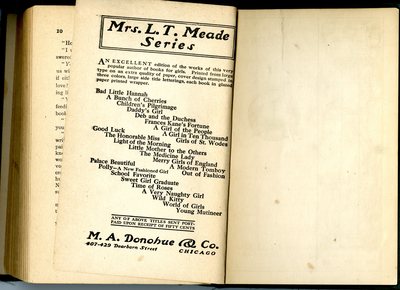 Mrs. L. T. Meade
Series
AN EXCELLENT edition of the works of this very
popular author of books for girls. Printed from large
type on an extra quality of paper, cover design stamped in
three colors, large side title letterings, each book in glazed
paper printed wrapper.
Bad Little Hannah
A Bunch of Cherries
Children's Pilgrimage
Daddy's Girl
Deb and the Duchess
Frances Kane's Fortune
Good Luck A Girl of the People
The Honorable Miss A Girl in Ten Thousand
Light of the Morning Girls of St. Wodes
Little Mother to the Others
The Medicine Lady
Palace Beautiful Merry Girls of England
Polly—A New Fashioned Girl A Modern Tomboy
School Favorite Out of Fashion
Sweet Girl Graduate
Time of Roses
A Very Naughty Girl
Wild Kitty
World of Girls
Young Mutineer
ANY OF ABOVE TITLES SENT POST-
PAID UPON RECEIPT OF FIFTY CENTS
M. A. Donohue & Co.
407-429 Dearborn Street CHICAGO
10